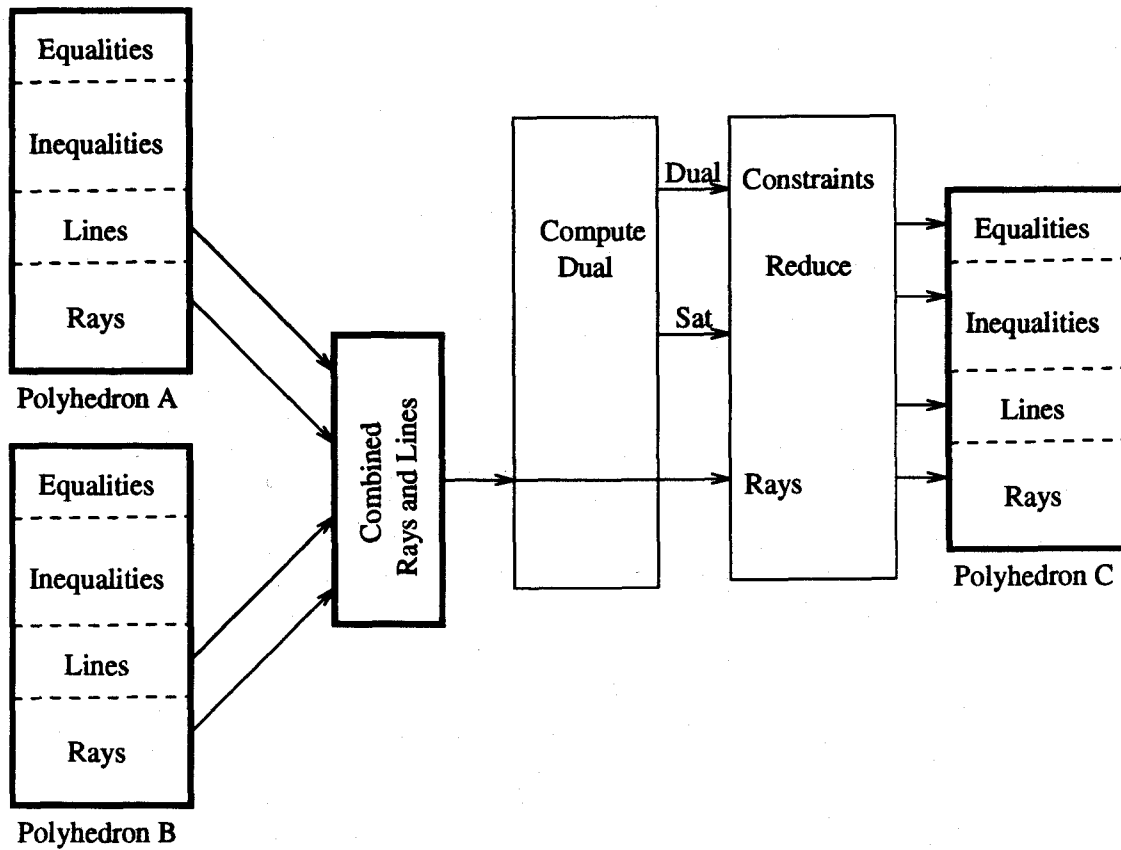 Equalities
Inequalities
Lines
Rays
Polyhedron A
Equalities
Inequalities
Lines
Rays
Polyhedron B
Combined
Rays and Lines
Compute
Dual
Dual
Sat
Constraints
Reduce
Rays
Equalities
Inequalities
Lines
Rays
Polyhedron C